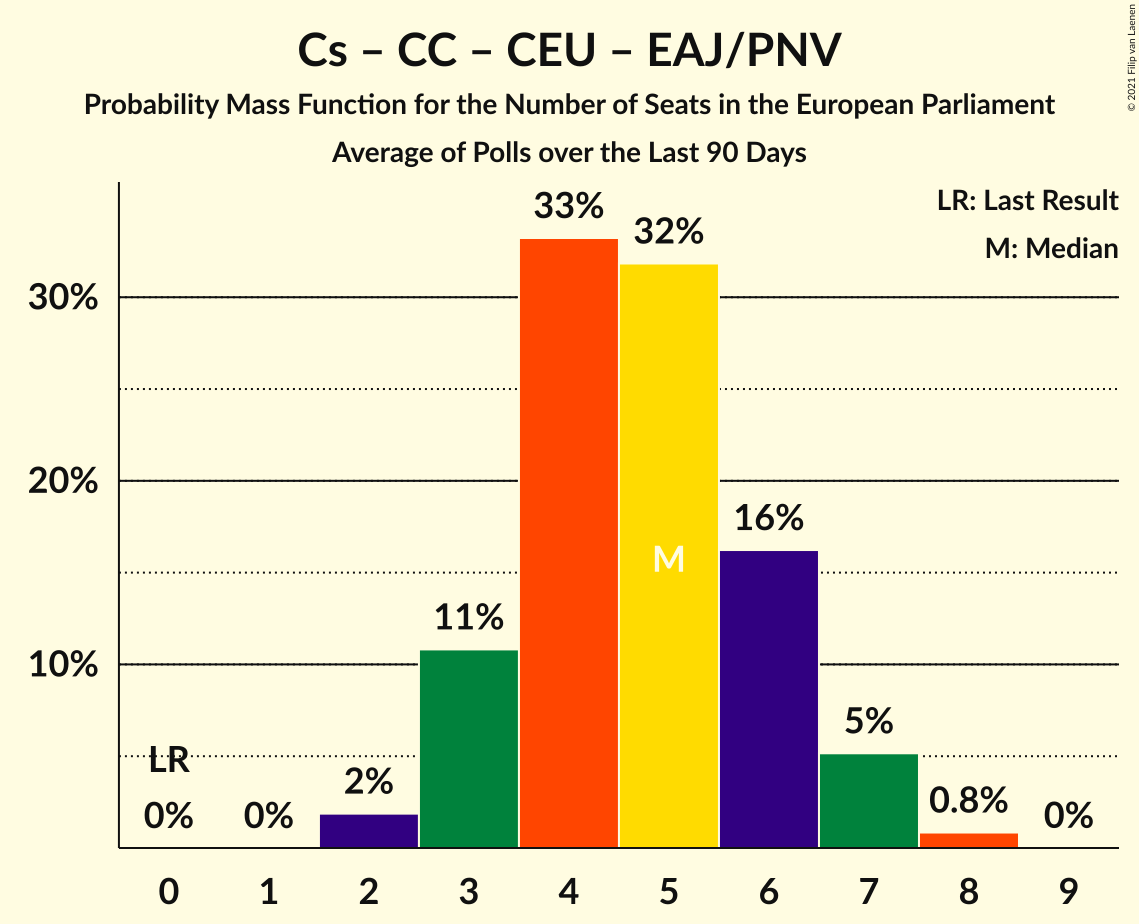 Cs – CC – CEU – EAJ/PNV
Probability Mass Function for the Number of Seats in the European Parliament
Average of Polls over the Last 90 Days
© 2021 Filip van Laenen
LR: Last Result
M: Median
30%
20%
10%
LR
0%
0%
2%
11%
33%
32%
M
16%
5%
0.8%
0%
0 1 2 3 4 5 6 7 8 9